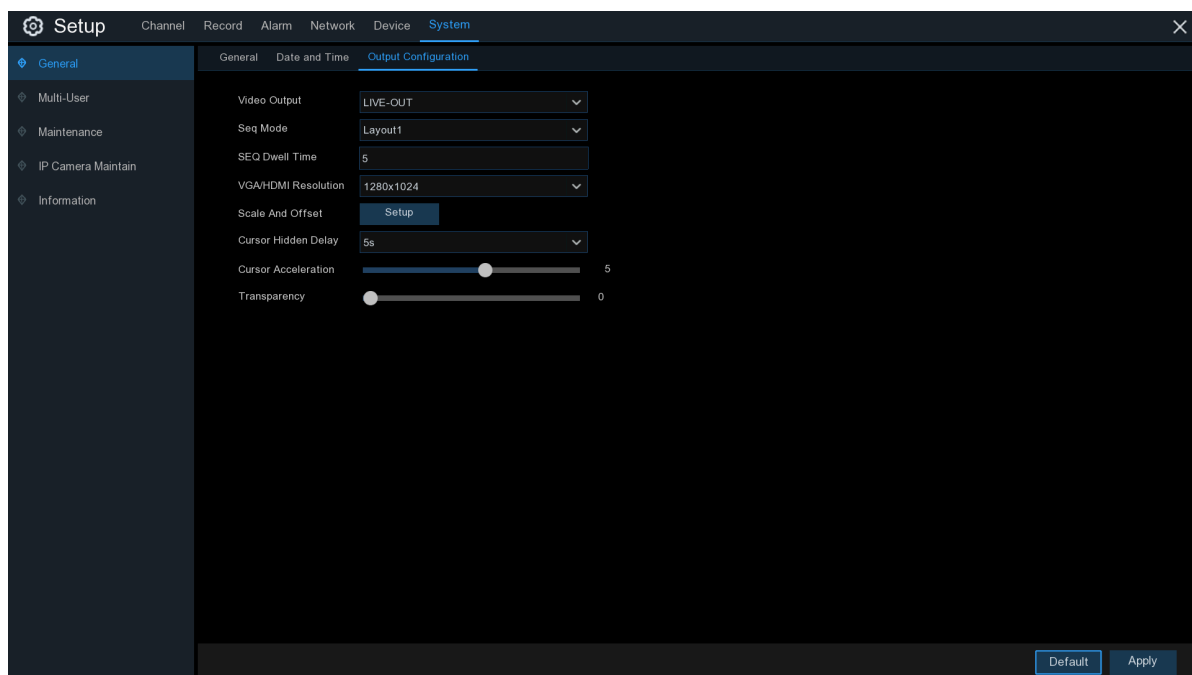 Setup Channel Record Alarm Network Device System
General
Multi-User
Maintenance
IP Camera Maintain
Information
General Date and Time Output Configuration
Video Output LIVE-OUT
Seq Mode Layout1
SEQ Dwell Time 5
VGA/HDMI Resolution 1280x1024
Scale And Offset Setup
Cursor Hidden Delay 5s
Cursor Acceleration 5
Transparency 0
Default Apply